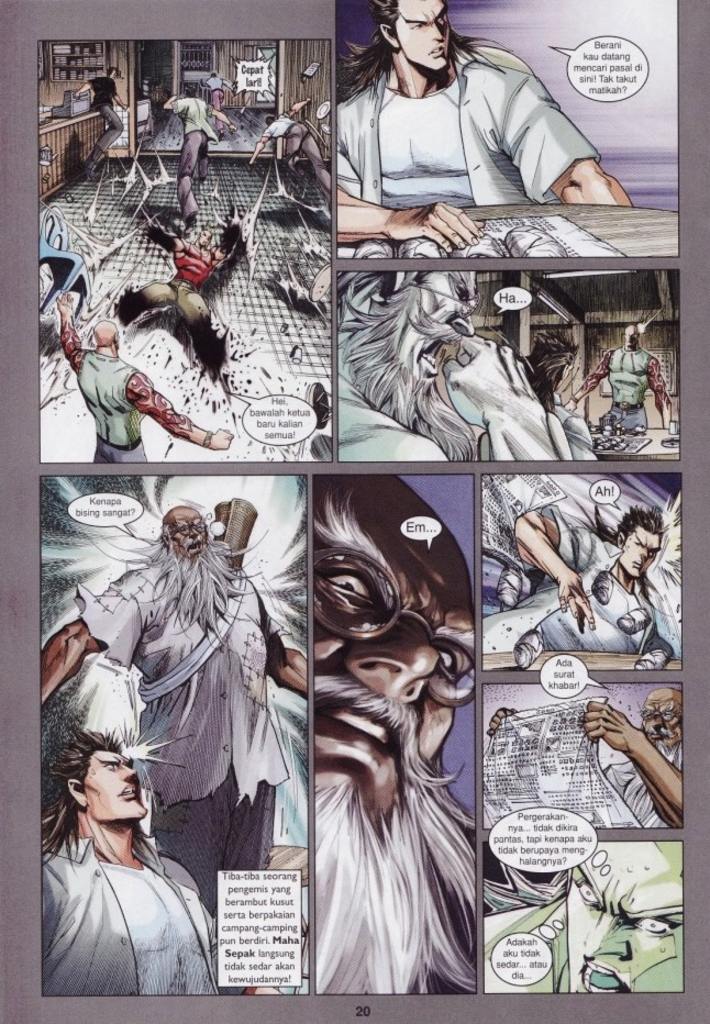 Cepat
lari!!
Hei,
bawalah ketua
baru kalian
semua!
Berani
kau datang
mencari pasal di
sini! Tak takut
matikah?
Ha...
Kenapa
bising sangat?
Tiba-tiba seorang
pengemis yang
berambut kusut
serta berpakaian
campang-camping
pun berdiri. Maha
Sepak langsung
tidak sedar akan
kewujudannya!
Em...
Ah!
Ada
surat
khabar!
Pergerakan-
nya... tidak dikira
pantas, tapi kenapa aku
tidak berupaya meng-
halangnya?
Adakah
aku tidak
sedar... atau
dia...
20